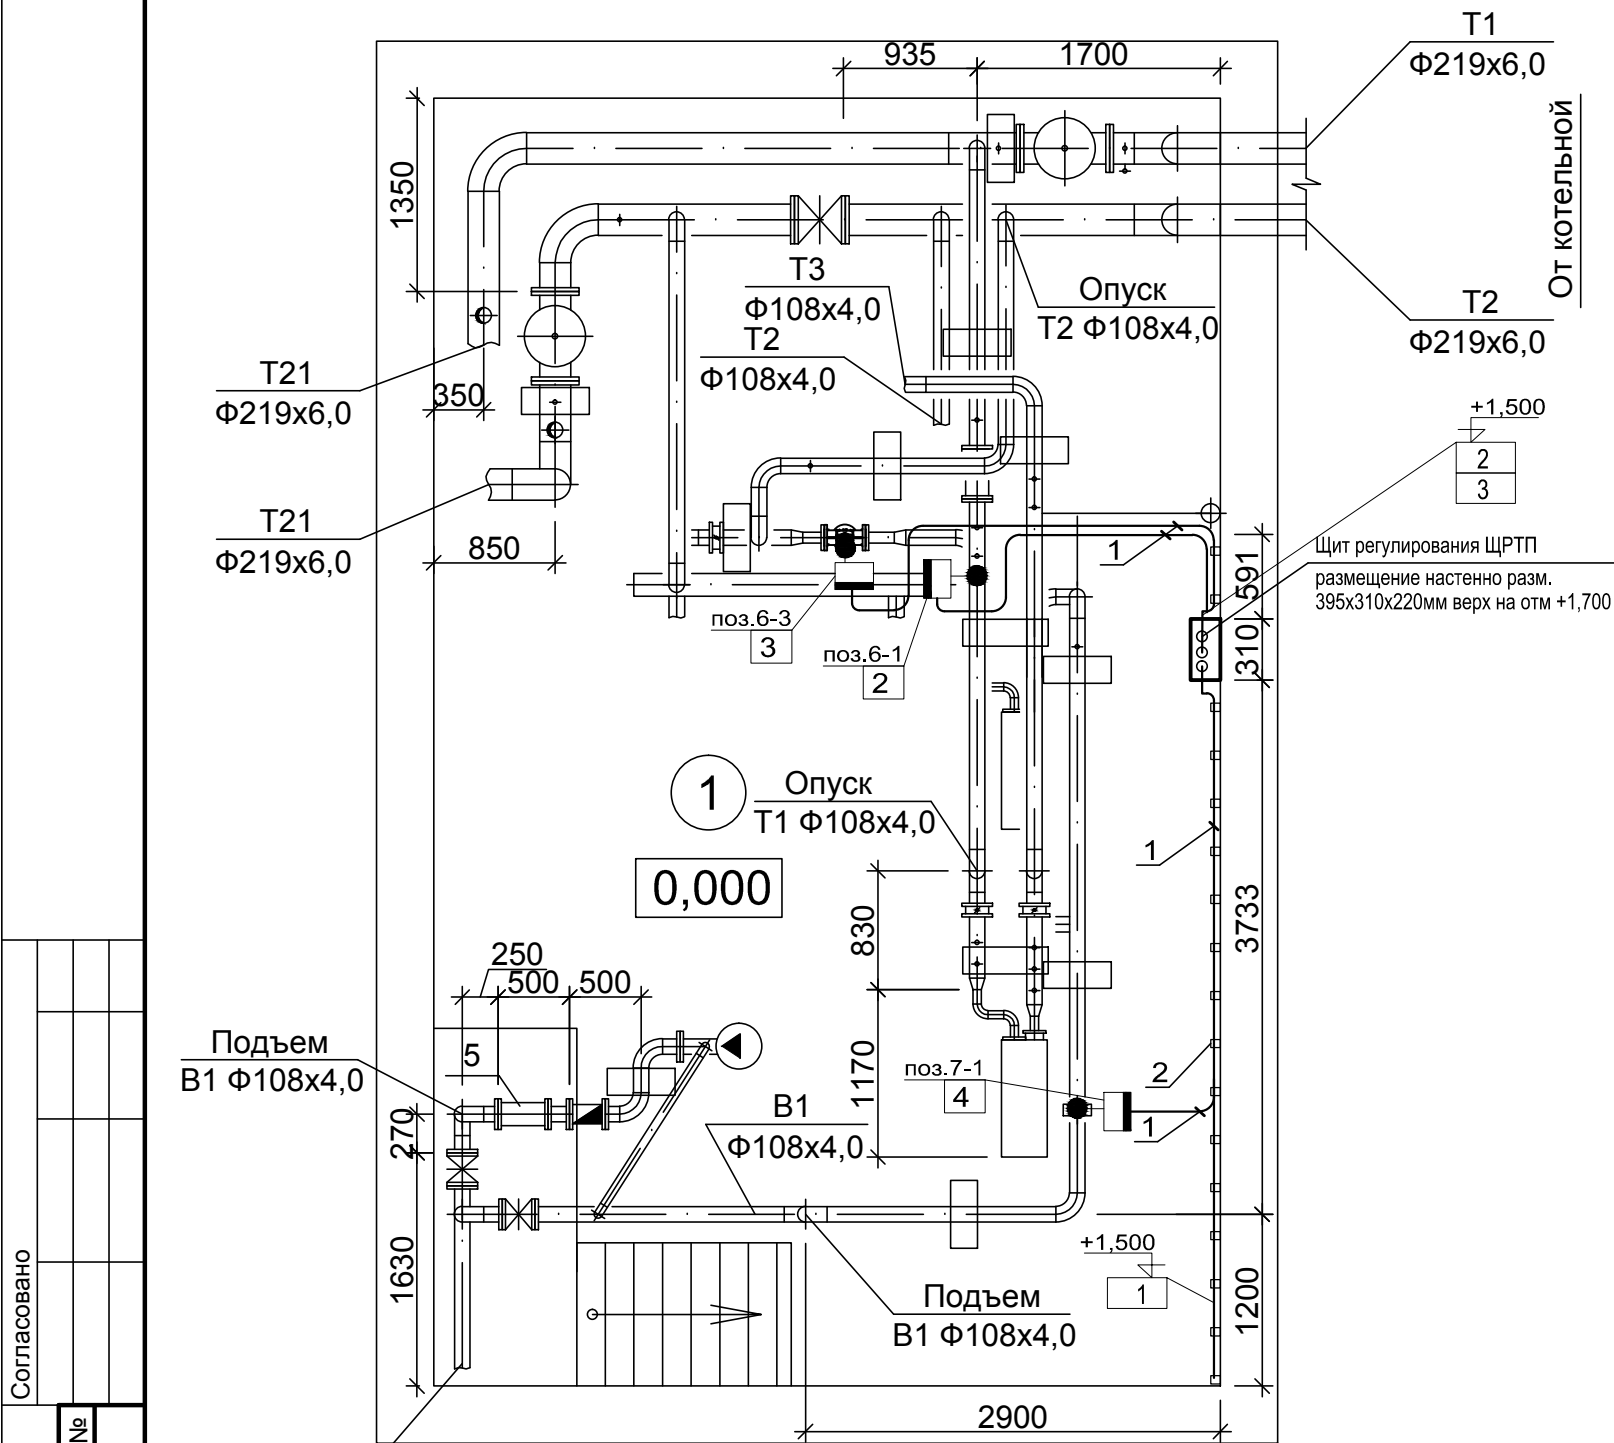 935
1700
Т1
Ф219х6,0
От котельной
1350
Т3
Ф108х4,0
Т2
Ф108х4,0
Опуск
Т2 Ф108х4,0
Т2
Ф219х6,0
Т21
Ф219х6,0
350
+1,500
2
3
Т21
Ф219х6,0
850
1
591
Щит регулирования ЩРТП
размещение настенно разм.
395х310х220мм верх на отм +1,700
310
поз.6-3
3
поз.6-1
2
1
Опуск
Т1 Ф108х4,0
0,000
1
830
3733
250
500
500
Подъем
В1 Ф108х4,0
5
1170
поз.7-1
4
2
1
270
В1
Ф108х4,0
1630
+1,500
1
1200
Подъем
В1 Ф108х4,0
2900
Согласовано
№